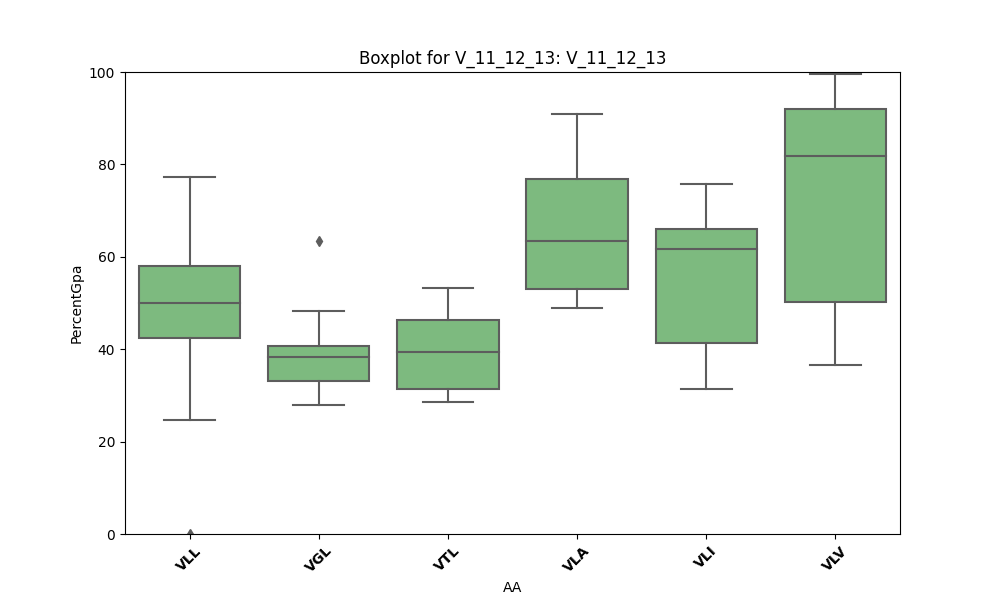 Boxplot for V_11_12_13: V_11_12_13
100
80
60
40
20
0
PercentGpa
VLL
VGL
VTL
VLA
VLI
VLV
AA